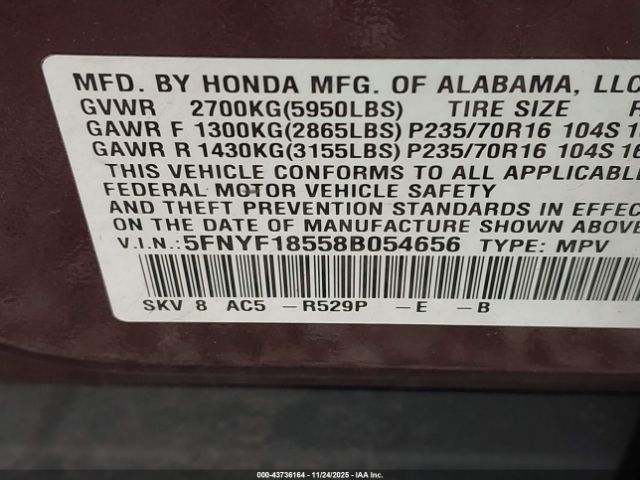 MFD. BY HONDA MFG. OF ALABAMA, LLC
GVWR 2700KG(5950LBS) TIRE SIZE
GAWR F 1300KG(2865LBS) P235/70R16 104S
GAWR R 1430KG(3155LBS) P235/70R16 104S
THIS VEHICLE CONFORMS TO ALL APPLICABLE
FEDERAL MOTOR VEHICLE SAFETY
AND THEFT PREVENTION STANDARDS IN EFFEC
ON THE DATE OF MANUFACTURE SHOWN ABOVE
V.I.N.: 5FNYF18558B054656 TYPE: MPV
SKV 8 AC5 - R529P - E - B
000-43736164 - 11/24/2025 - Copyright © IAA, Inc.